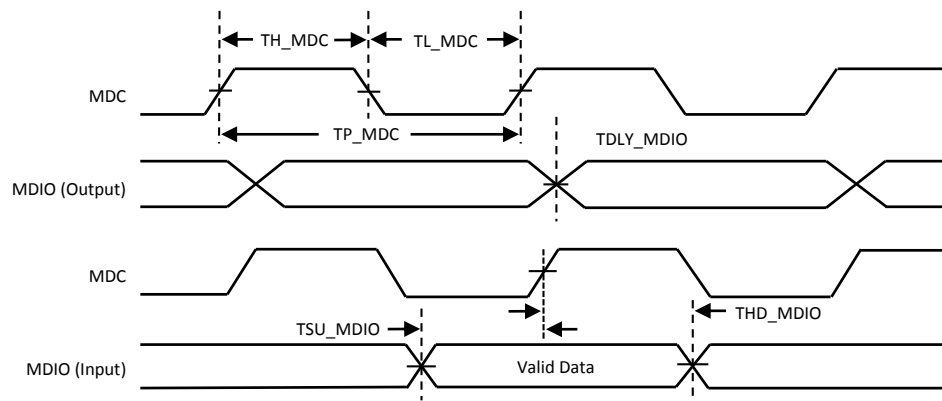 TH_MDC TL_MDC
MDC
TP_MDC
TDLY_MDIO
MDIO (Output)
MDC
TSU_MDIO
THD_MDIO
MDIO (Input)
Valid Data